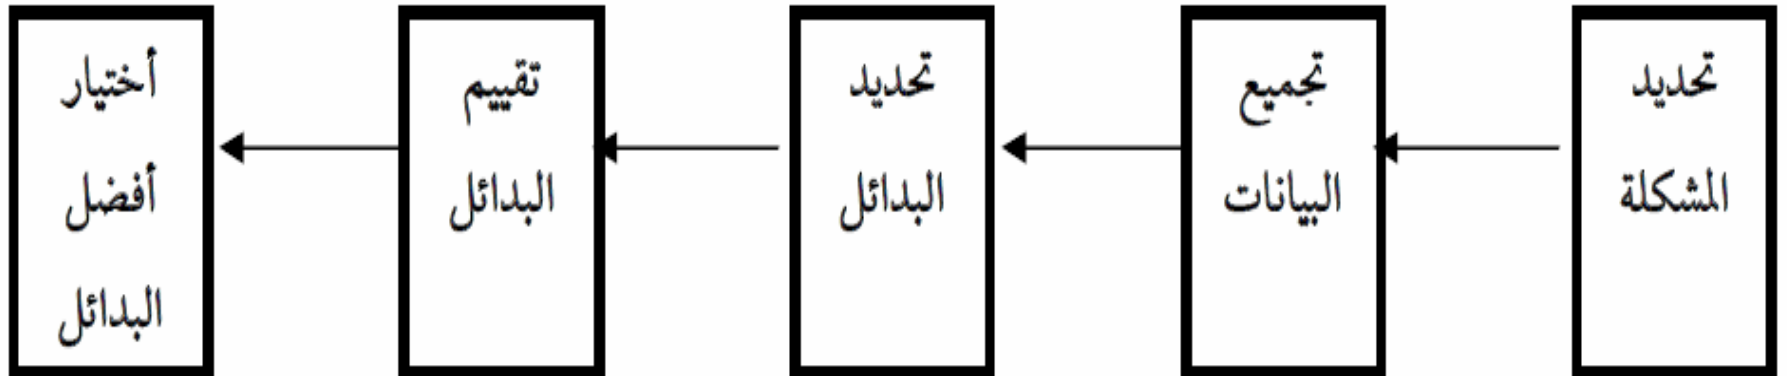 تحديد
المشكلة
تجميع
البيانات
تحديد
البدائل
تقييم
البدائل
أختيار
أفضل
البدائل